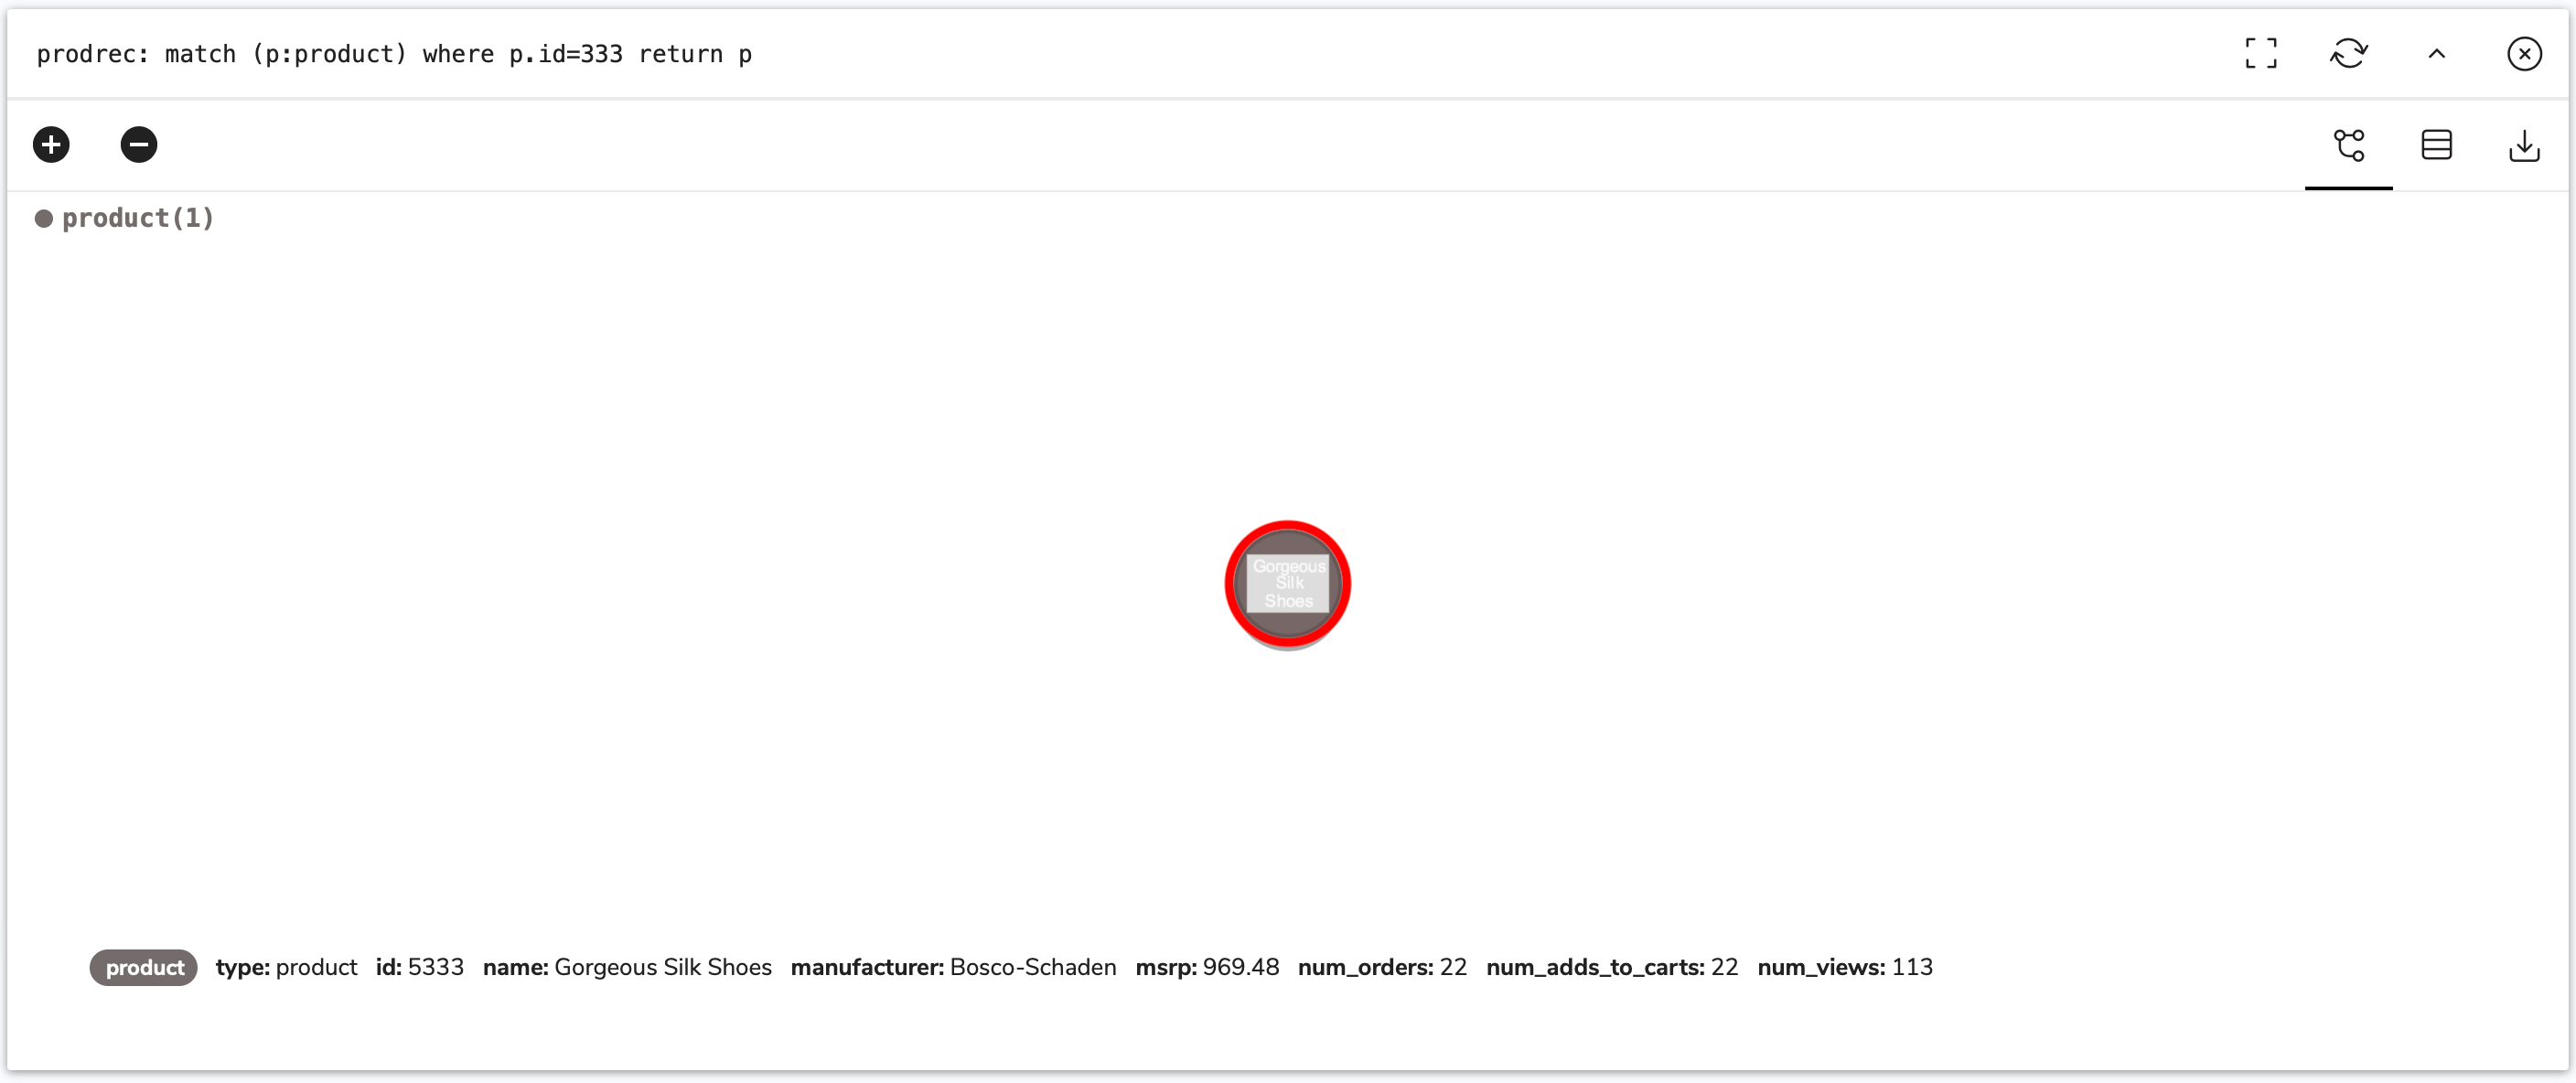 prodrec: match (p:product) where p.id=333 return p
product(1)
Gorgeous
Silk
Shoes
product type: product id: 5333 name: Gorgeous Silk Shoes manufacturer: Bosco-Schaden msrp: 969.48 num_orders: 22 num_adds_to_carts: 22 num_views: 113